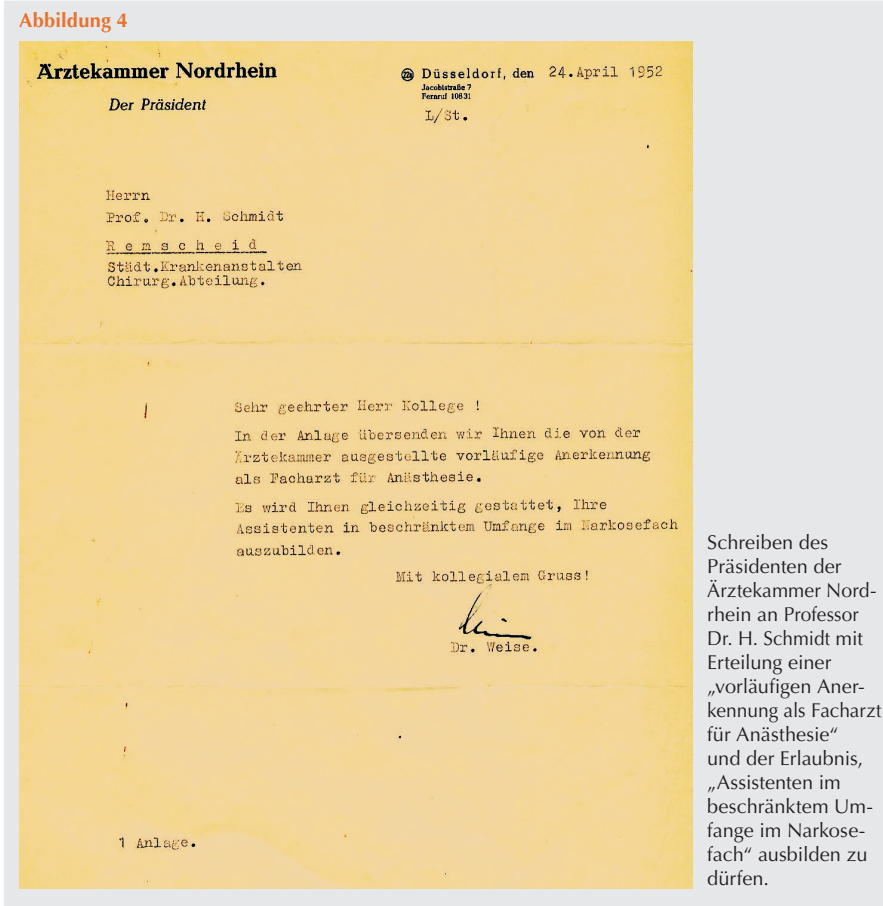 Abbildung 4
Ärztekammer Nordrhein
Der Präsident
22a Düsseldorf, den 24.April 1952
Jacobistraße 7
Fernruf 10831
L/St.
Herrn
Prof. Dr. H. Schmidt
R e m s c h e i d
Städt.Krankenanstalten
Chirurg.Abteilung.
Sehr geehrter Herr Kollege !
In der Anlage übersenden wir Ihnen die von der
Ärztekammer ausgestellte vorläufige Anerkennung
als Facharzt für Anästhesie.
Es wird Ihnen gleichzeitig gestattet, Ihre
Assistenten in beschränktem Umfange im Narkosefach
auszubilden.
Mit kollegialem Gruss!
Dr. Weise.
1 Anlage.
Schreiben des
Präsidenten der
Ärztekammer Nord-
rhein an Professor
Dr. H. Schmidt mit
Erteilung einer
„vorläufigen Aner-
kennung als Facharzt
für Anästhesie“
und der Erlaubnis,
„Assistenten im
beschränktem Um-
fange im Narkose-
fach“ ausbilden zu
dürfen.